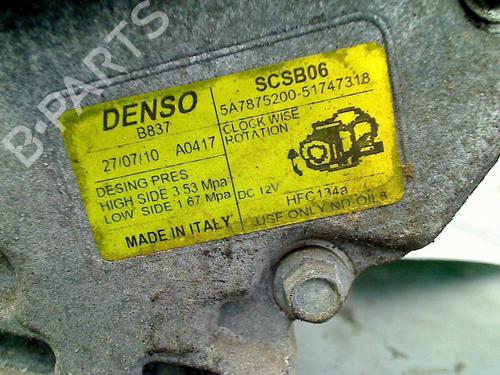 B-PARTS
DENSO
B837
27/07/10 A0417
DESING PRES
HIGH SIDE 3 53 Mpa
LOW SIDE 1 67 Mpa
MADE IN ITALY
SCSB06
5A7875200-51747318
CLOCK WISE
ROTATION
DC 12V HFC134a
USE ONLY ND-OIL8